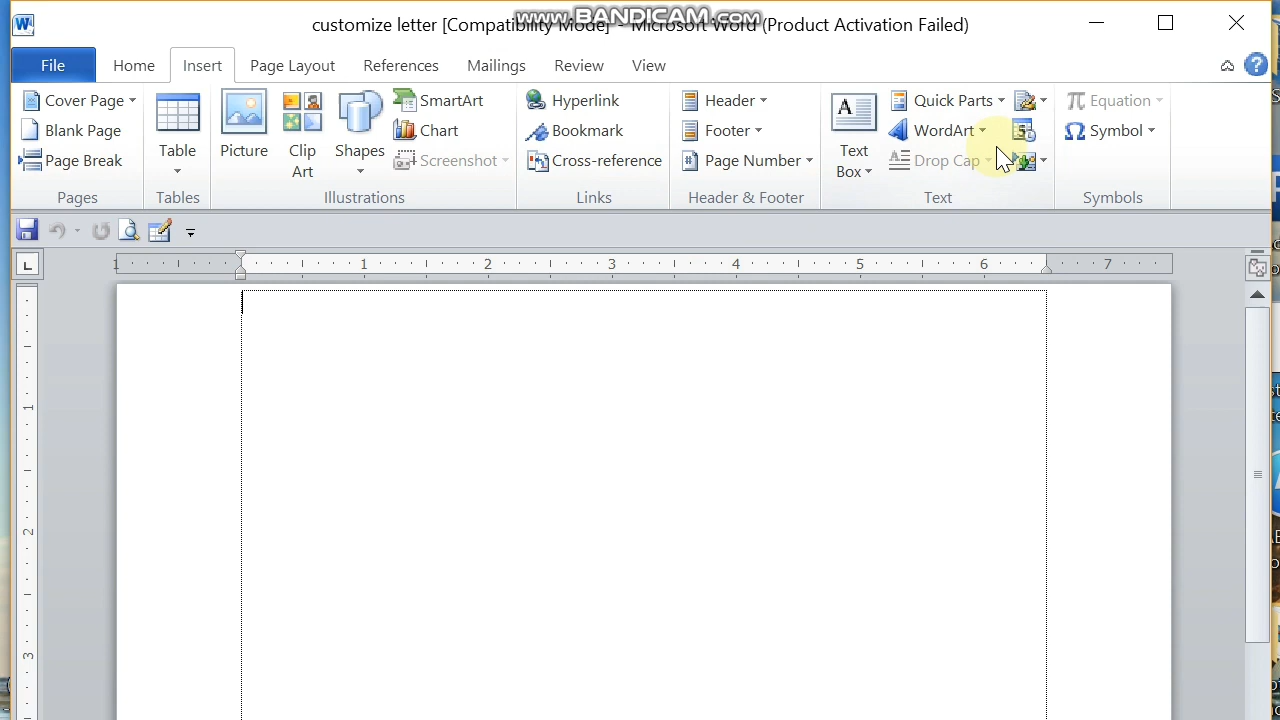 www.BANDICAM.com
customize letter [Compatibility Mode] - Microsoft Word (Product Activation Failed)
File Home Insert Page Layout References Mailings Review View
Cover Page
Blank Page
Page Break
Pages
Table
Tables
Picture
Clip
Art
Shapes
SmartArt
Chart
Screenshot
Illustrations
Hyperlink
Bookmark
Cross-reference
Links
Header
Footer
Page Number
Header & Footer
Text
Box
Quick Parts
WordArt
Drop Cap
Text
Equation
Symbol
Symbols
1 1 2 3 4 5 6 7
1
2
3